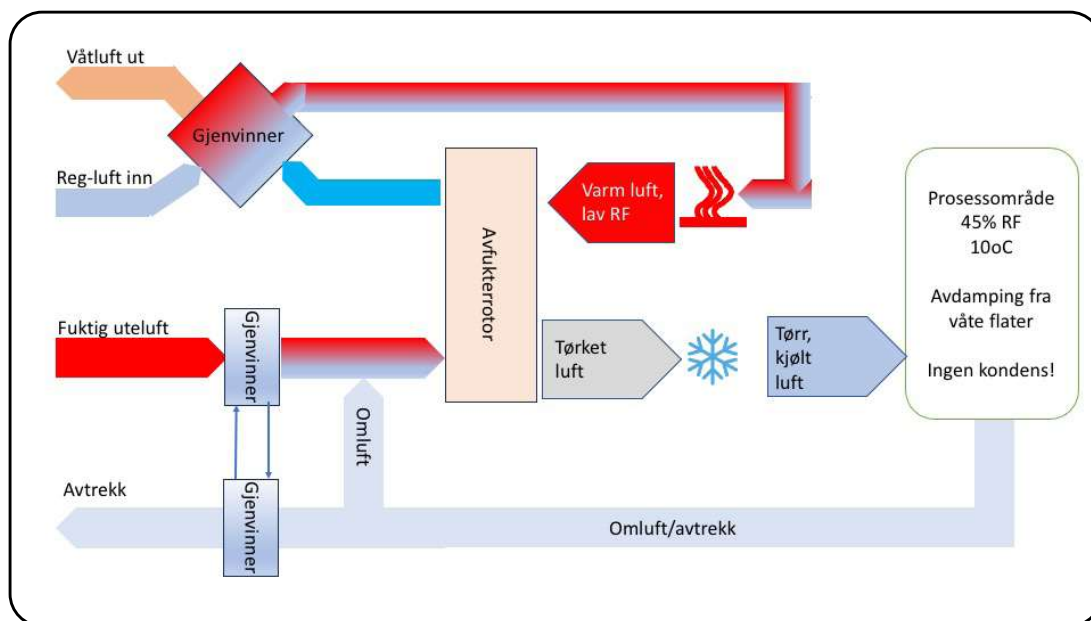 Våtluft ut
Gjenvinner
Reg-luft inn
Varm luft,
lav RF
Prosessområde
45% RF
10oC
Avdamping fra
våte flater
Ingen kondens!
Avfukterrotor
Fuktig uteluft
Gjenvinner
Tørket
luft
Tørr,
kjølt
luft
Omluft
Avtrekk
Gjenvinner
Omluft/avtrekk